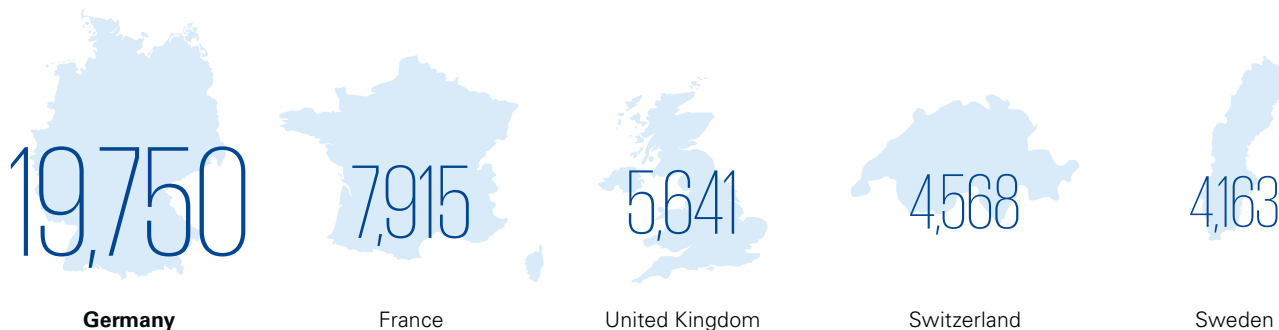 19,750
7,915
5,641
4,568
4,163
Germany
France
United Kingdom
Switzerland
Sweden